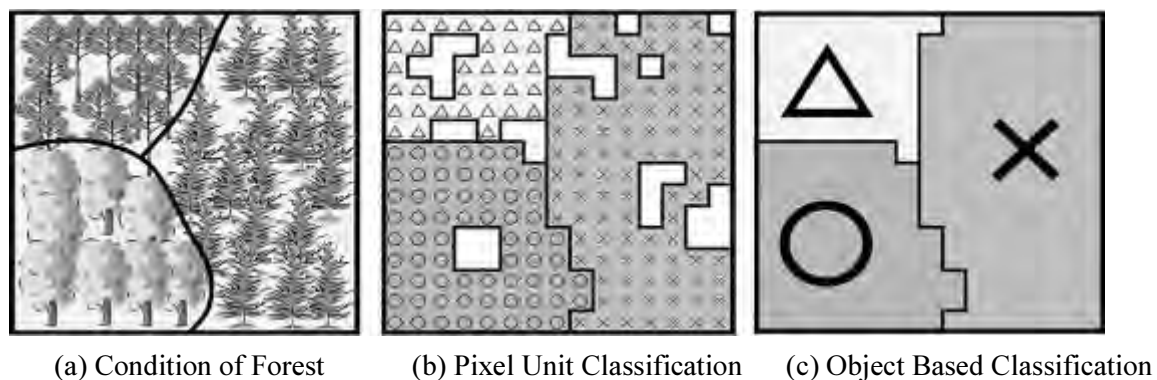 (a) Condition of Forest
(b) Pixel Unit Classification
(c) Object Based Classification